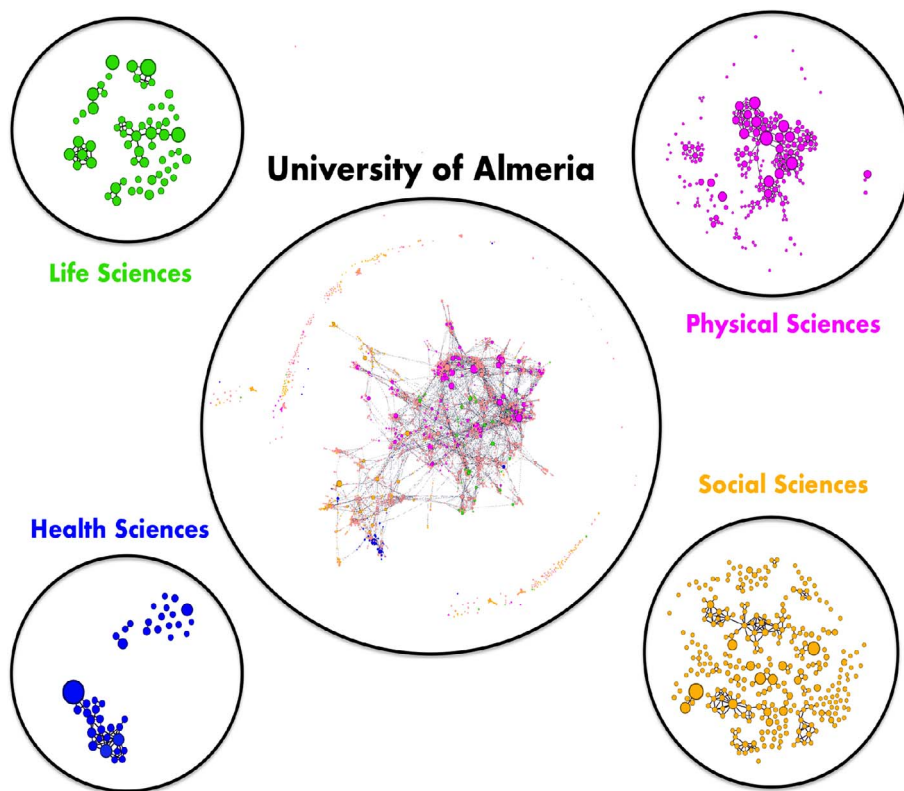 University of Almeria
Life Sciences
Physical Sciences
Social Sciences
Health Sciences